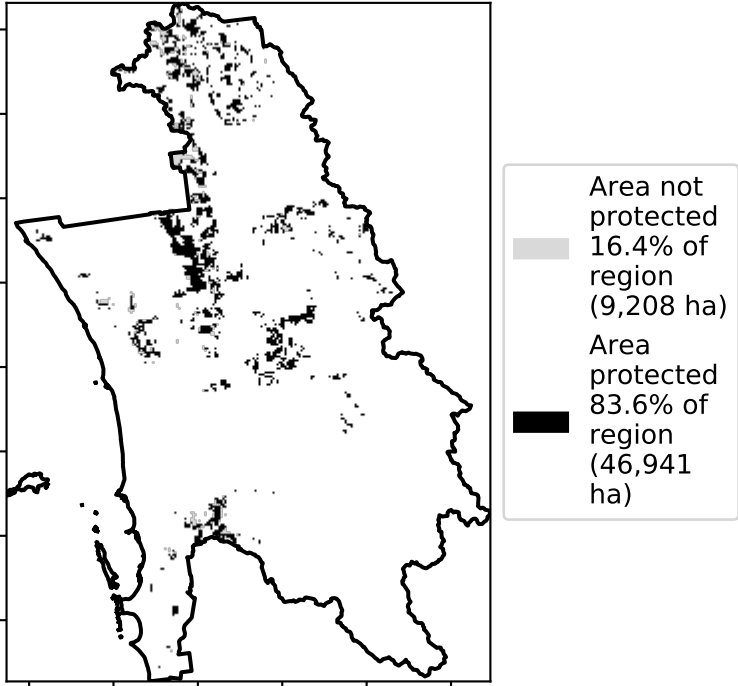 Area not
protected
16.4% of
region
(9,208 ha)
Area
protected
83.6% of
region
(46,941
ha)